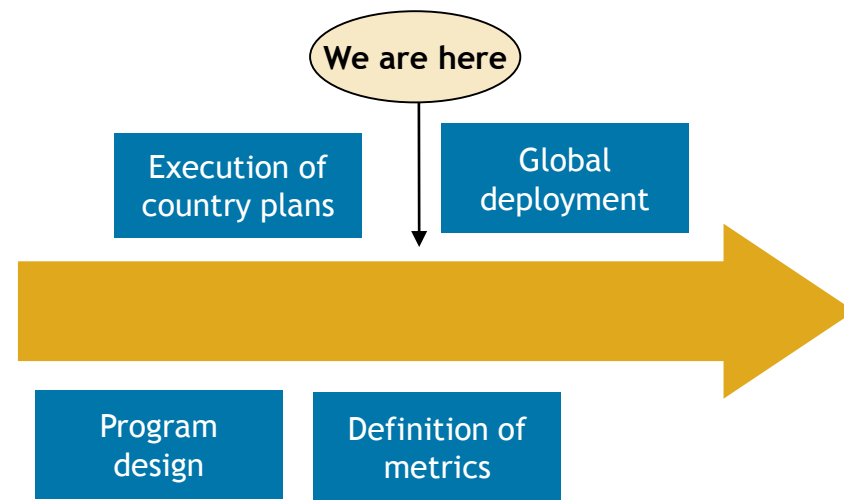 We are here
Execution of
country plans
Global
deployment
Program
design
Definition of
metrics